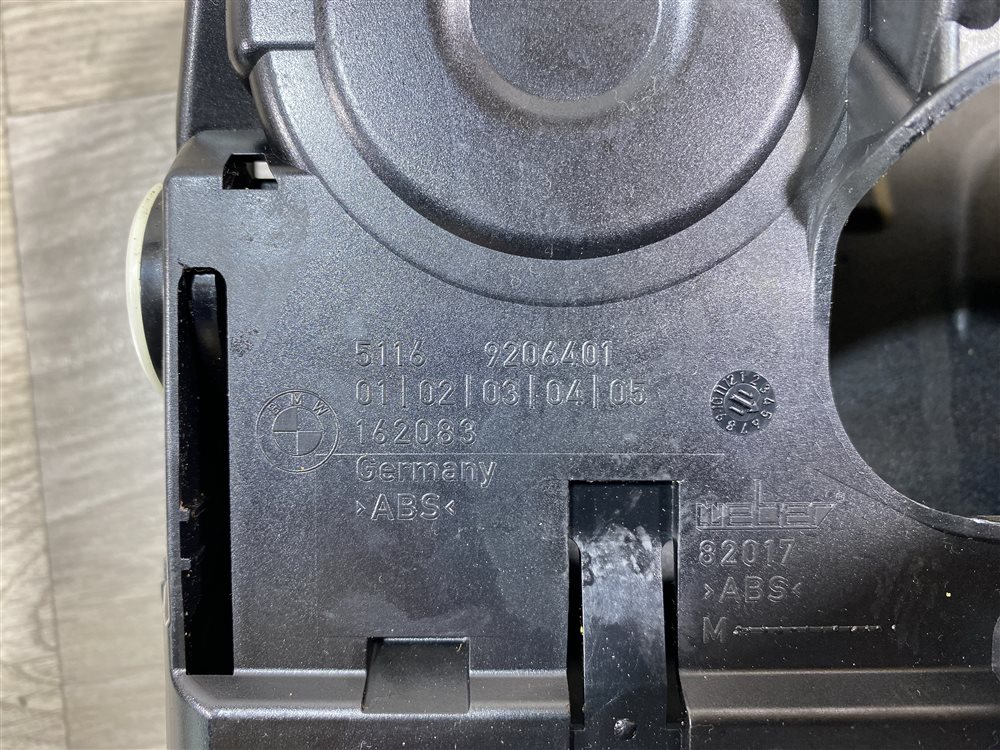 5116 9206401
01|02|03|04|05
BMW
162083
Germany
>ABS<
weber®
82017
>ABS<
M